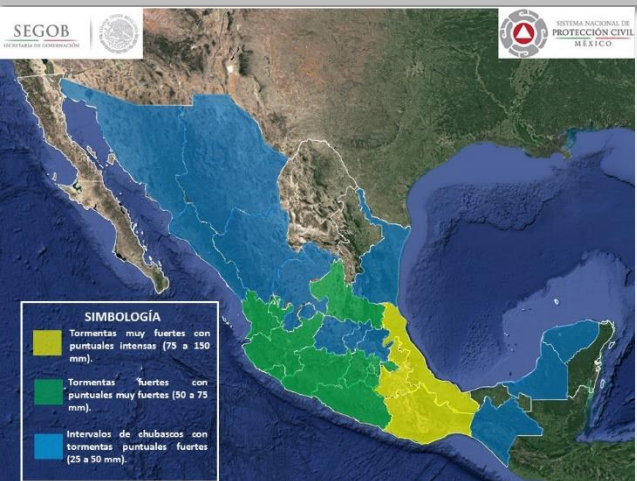 SEGOB
SECRETARÍA DE GOBERNACIÓN
SISTEMA NACIONAL DE
PROTECCIÓN CIVIL
MÉXICO
SIMBOLOGÍA
Tormentas muy fuertes con
puntuales intensas (75 a 150
mm).
Tormentas fuertes con
puntuales muy fuertes (50 a 75
mm).
Intervalos de chubascos con
tormentas puntuales fuertes
(25 a 50 mm).